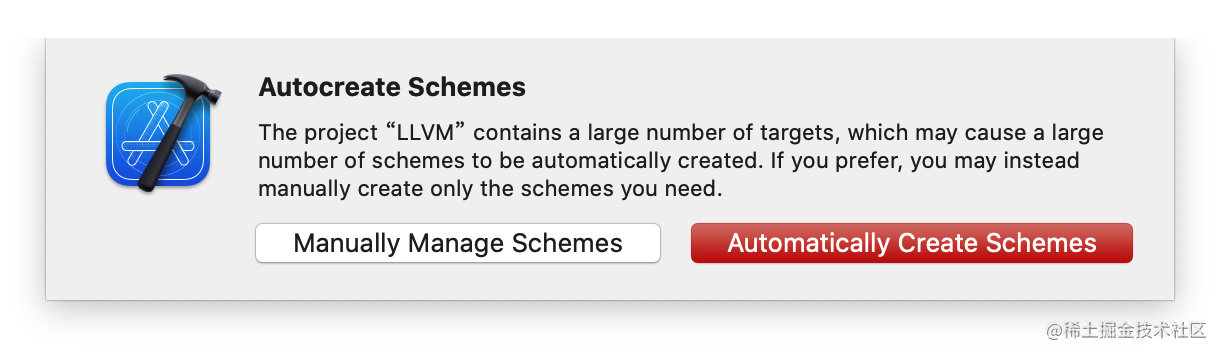 Autocreate Schemes
The project “LLVM” contains a large number of targets, which may cause a large
number of schemes to be automatically created. If you prefer, you may instead
manually create only the schemes you need.
Manually Manage Schemes
Automatically Create Schemes
@稀土掘金技术社区